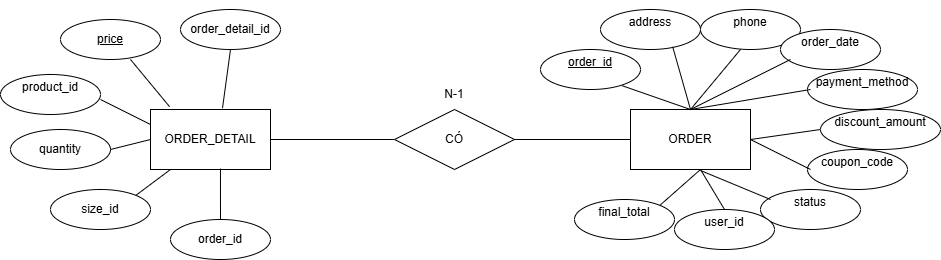 address
phone
order_detail_id
price
order_date
order_id
product_id
payment_method
N-1
discount_amount
ORDER_DETAIL
CÓ
ORDER
quantity
coupon_code
size_id
final_total
status
user_id
order_id